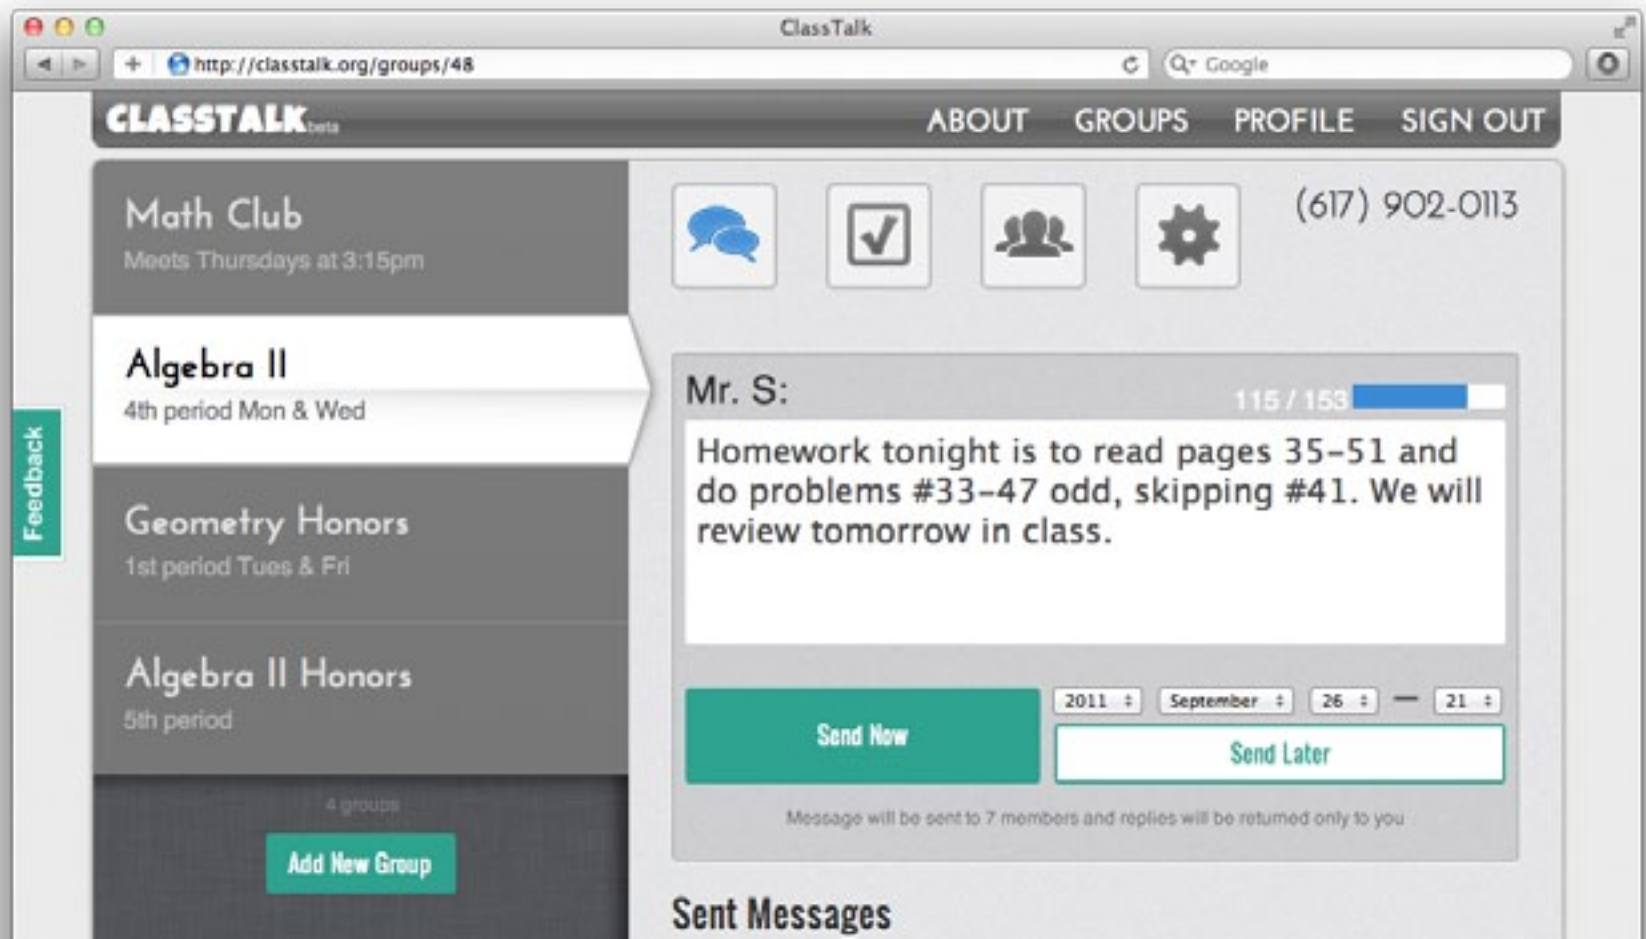 ClassTalk
http://classtalk.org/groups/48
Google
CLASSTALK beta
ABOUT GROUPS PROFILE SIGN OUT
Math Club
Meets Thursdays at 3:15pm
Algebra II
4th period Mon & Wed
Geometry Honors
1st period Tues & Fri
Algebra II Honors
5th period
4 groups
Add New Group
Feedback
(617) 902-0113
Mr. S:
115 / 153
Homework tonight is to read pages 35-51 and
do problems #33-47 odd, skipping #41. We will
review tomorrow in class.
Send Now
2011 September 26 — 21
Send Later
Message will be sent to 7 members and replies will be returned only to you
Sent Messages